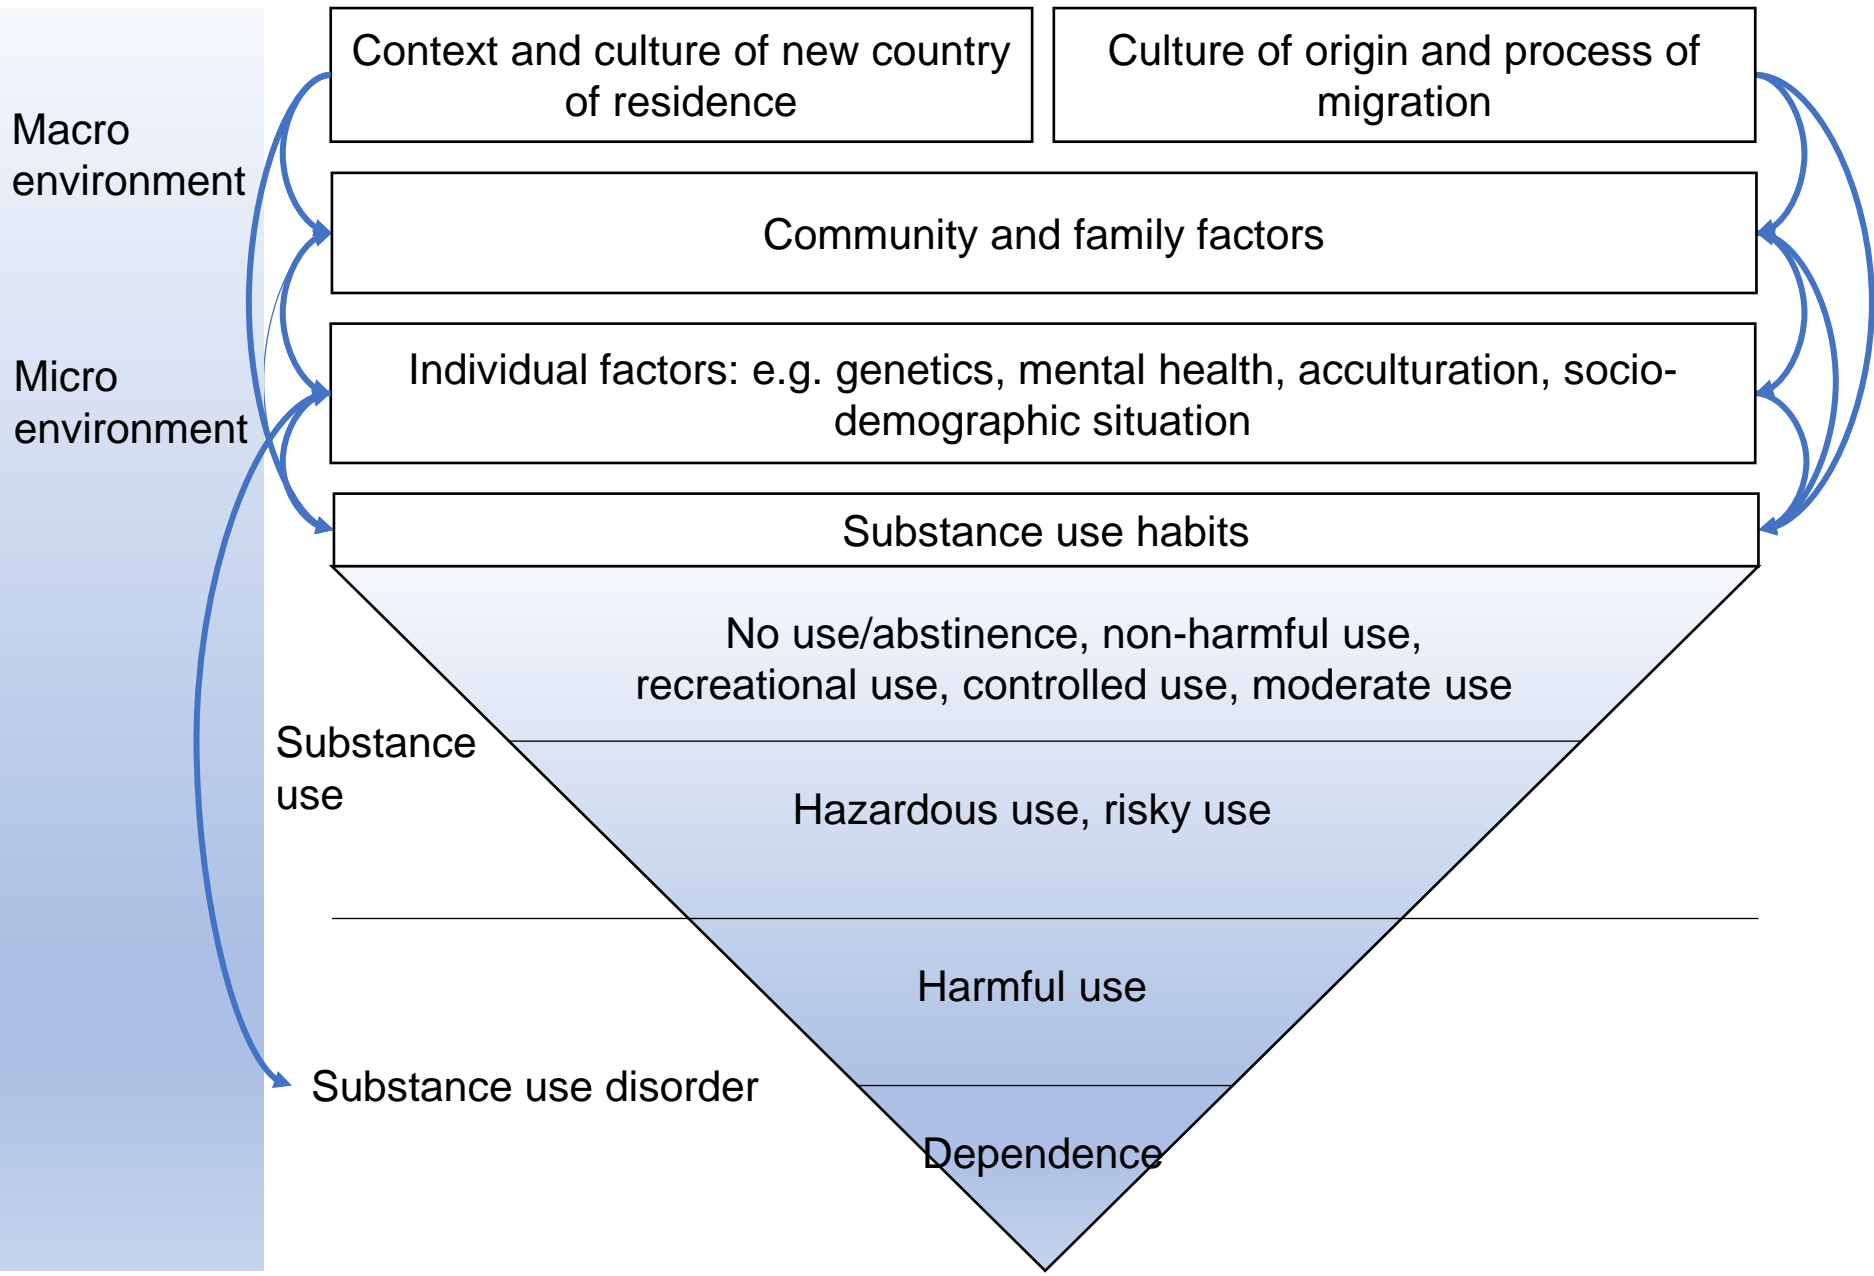 Context and culture of new country
of residence
Culture of origin and process of
migration
Macro
environment
Community and family factors
Micro
environment
Individual factors: e.g. genetics, mental health, acculturation, socio-
demographic situation
Substance use habits
No use/abstinence, non-harmful use,
recreational use, controlled use, moderate use
Substance
use
Hazardous use, risky use
Harmful use
Substance use disorder
Dependence